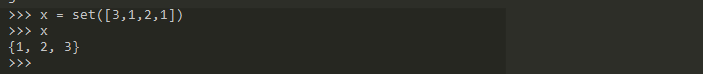 >>> x = set([3,1,2,1])
>>> x
{1, 2, 3}
>>>